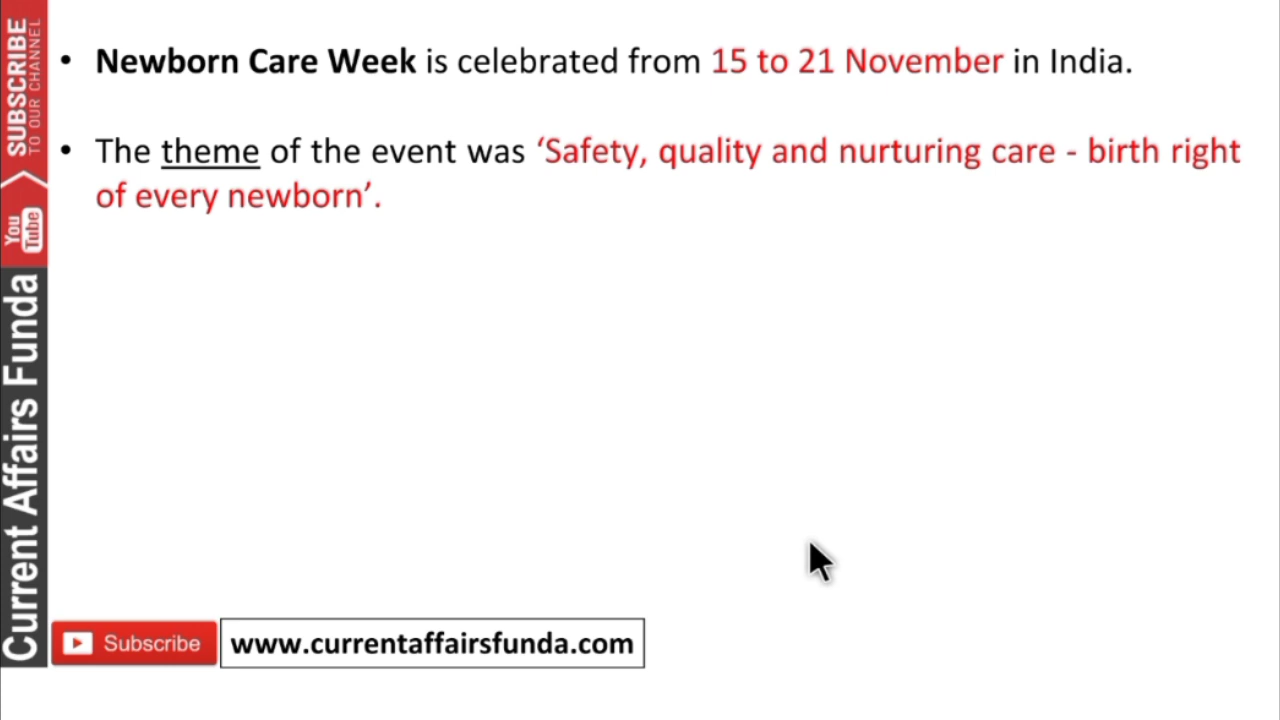 • Newborn Care Week is celebrated from 15 to 21 November in India.
• The theme of the event was ‘Safety, quality and nurturing care - birth right
of every newborn’.
SUBSCRIBE
TO OUR CHANNEL
You
Tube
Current Affairs Funda
Subscribe
www.currentaffairsfunda.com